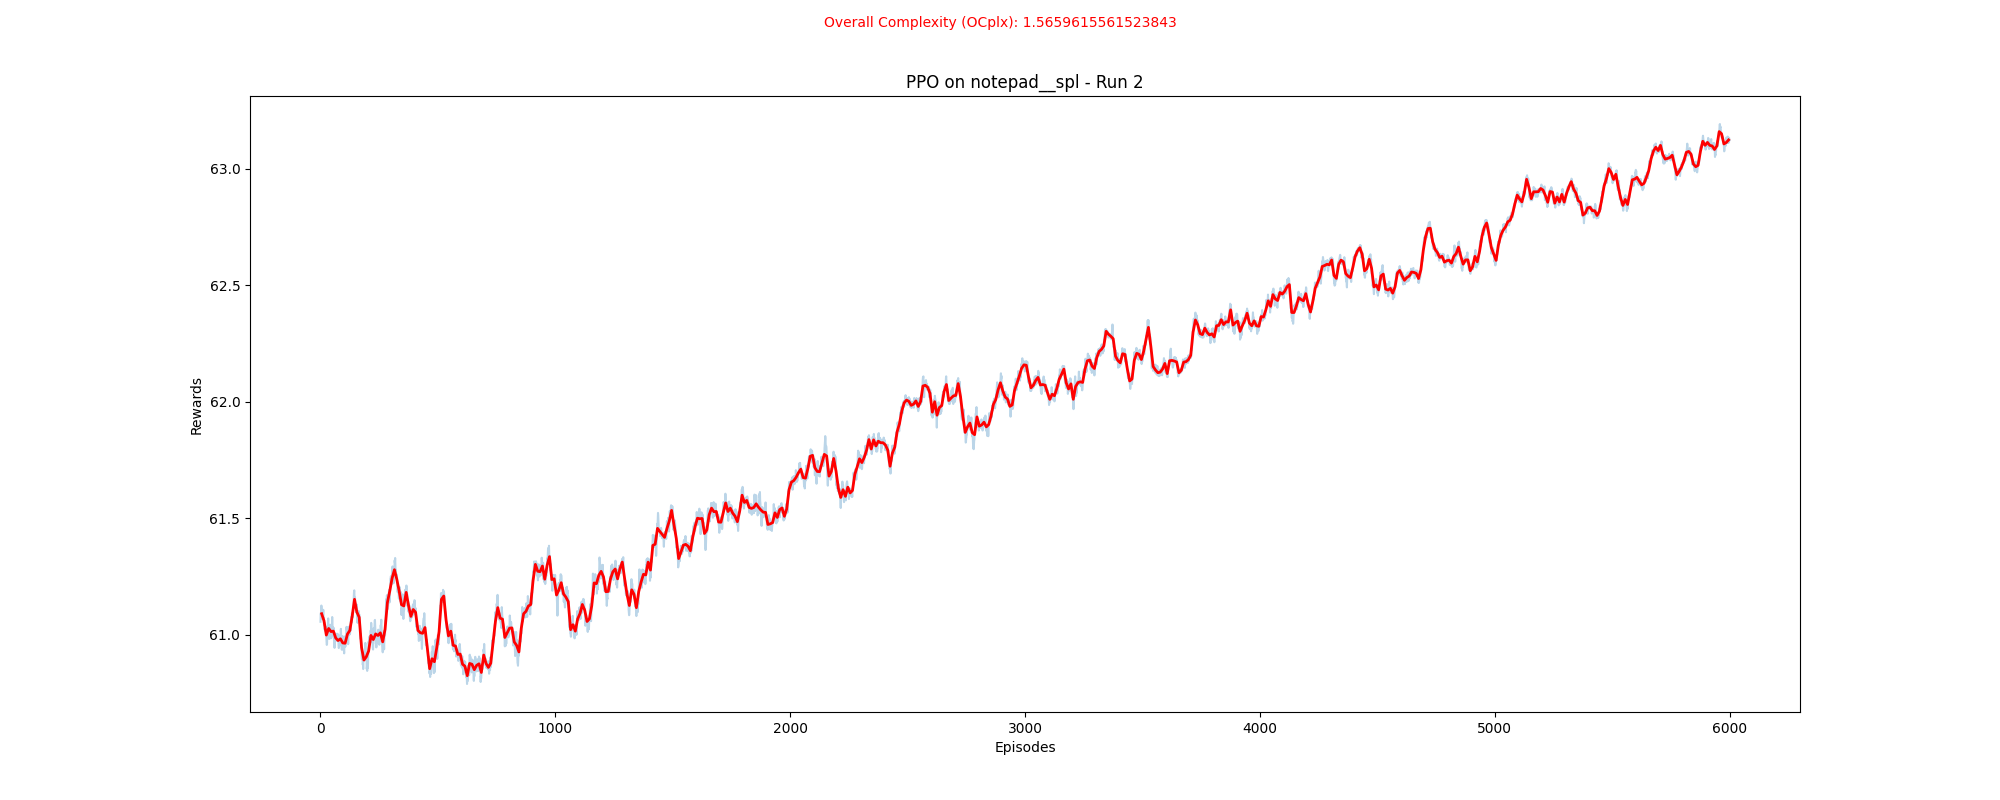 Overall Complexity (OCplx): 1.5659615561523843
PPO on notepad__spl - Run 2
Rewards
63.0
62.5
62.0
61.5
61.0
0 1000 2000 3000 4000 5000 6000
Episodes